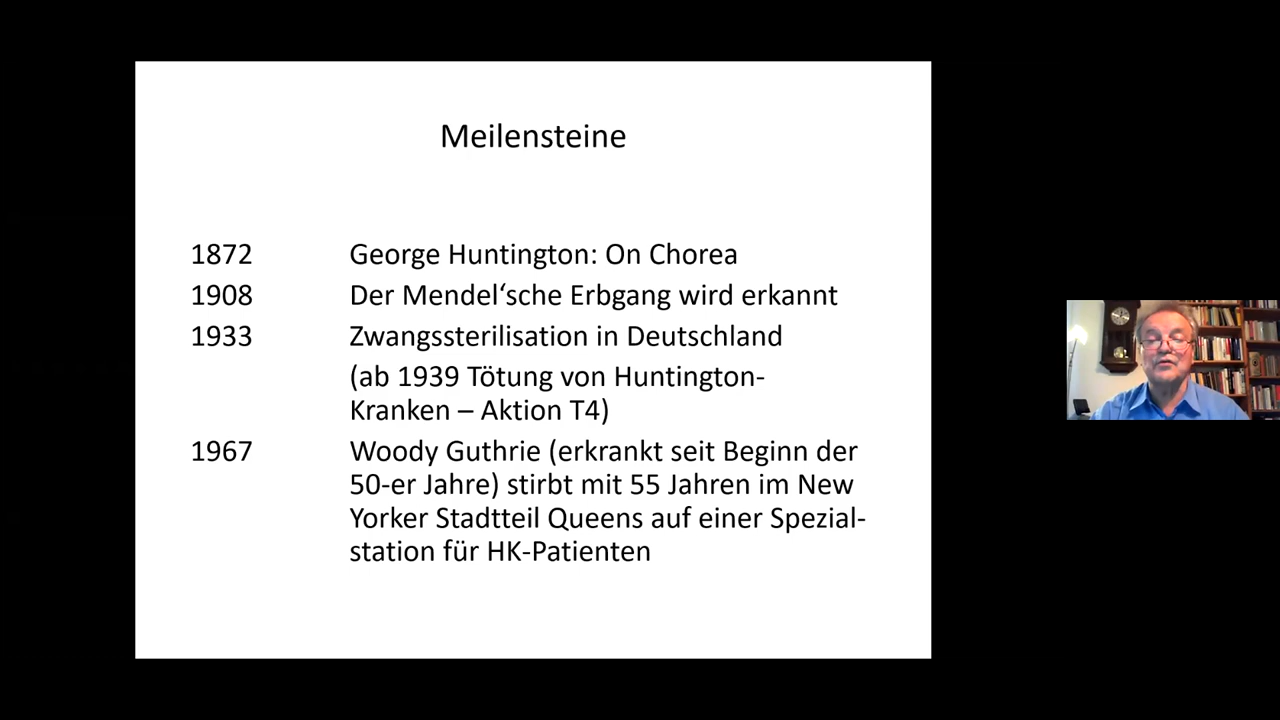 Meilensteine
1872 George Huntington: On Chorea
1908 Der Mendel‘sche Erbgang wird erkannt
1933 Zwangssterilisation in Deutschland
(ab 1939 Tötung von Huntington-
Kranken – Aktion T4)
1967 Woody Guthrie (erkrankt seit Beginn der
50-er Jahre) stirbt mit 55 Jahren im New
Yorker Stadtteil Queens auf einer Spezial-
station für HK-Patienten